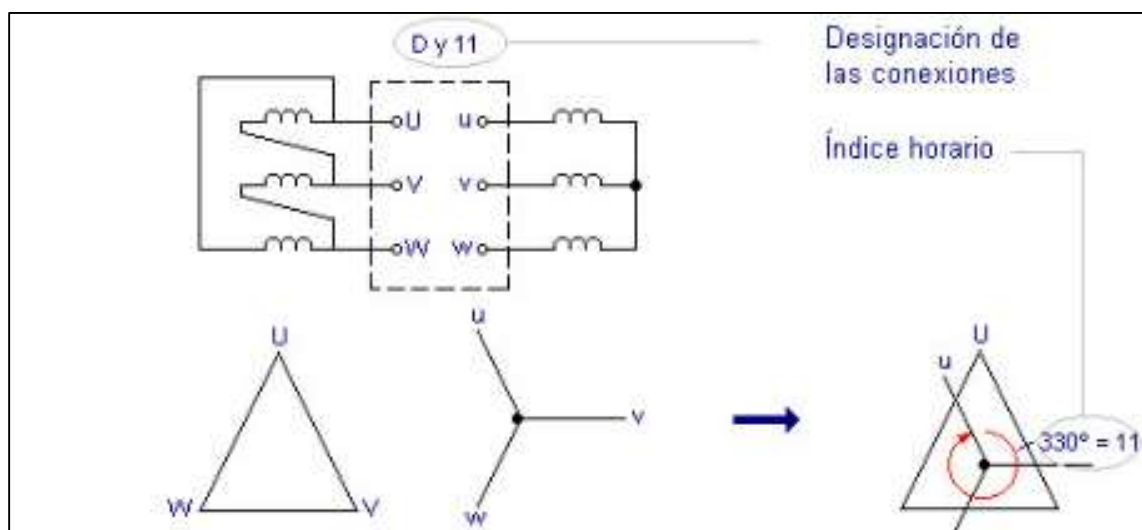 D y 11
Designación de
las conexiones
Índice horario
U u
V v
W w
U
W V
u
v
w
U
u
330° = 11